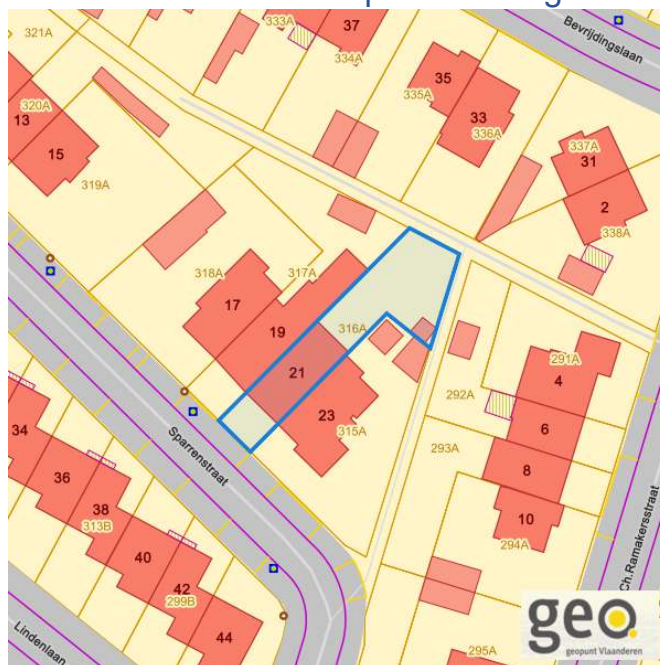 333A
37
334A
Bevrijdingslaan
321A
35
335A
33
336A
320A
13
15
319A
337A
31
2
338A
318A
317A
17
19
316A
21
23
315A
291A
4
292A
6
293A
8
10
294A
Sparrenstraat
34
36
38
313B
40
42
299B
44
Lindenlaan
Ch.Ramakersstraat
295A
geo.
geopunt Vlaanderen